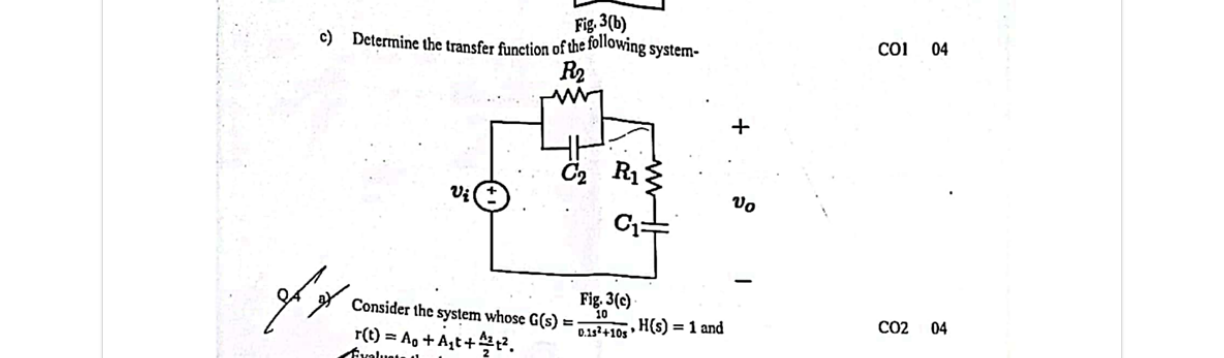 Fig. 3(b)
c) Determine the transfer function of the following system- CO1 04
R₂
+
C₂ R₁
vᵢ + -
vₒ
C₁
−
Fig. 3(c)
Q4 a) Consider the system whose G(s) = 10 / 0.1s²+10s , H(s) = 1 and CO2 04
r(t) = A₀ + A₁t + A₂/2 t².